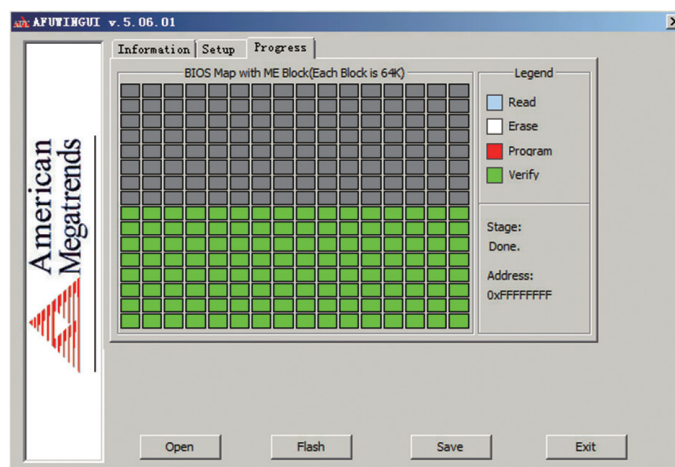 AFUWINGUI v.5.06.01
Information
Setup
Progress
BIOS Map with ME Block(Each Block is 64K)
Legend
Read
Erase
Program
Verify
Stage:
Done.
Address:
0xFFFFFFFF
American
Megatrends
Open
Flash
Save
Exit